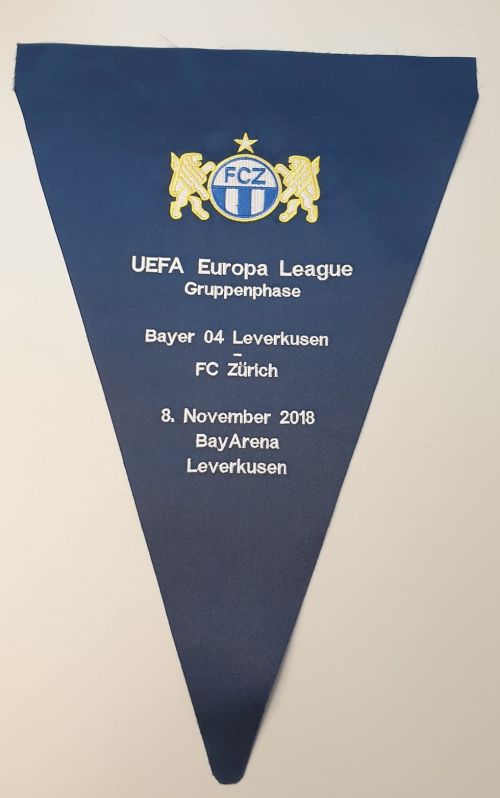 FCZ
UEFA Europa League
Gruppenphase
Bayer 04 Leverkusen
-
FC Zürich
8. November 2018
BayArena
Leverkusen